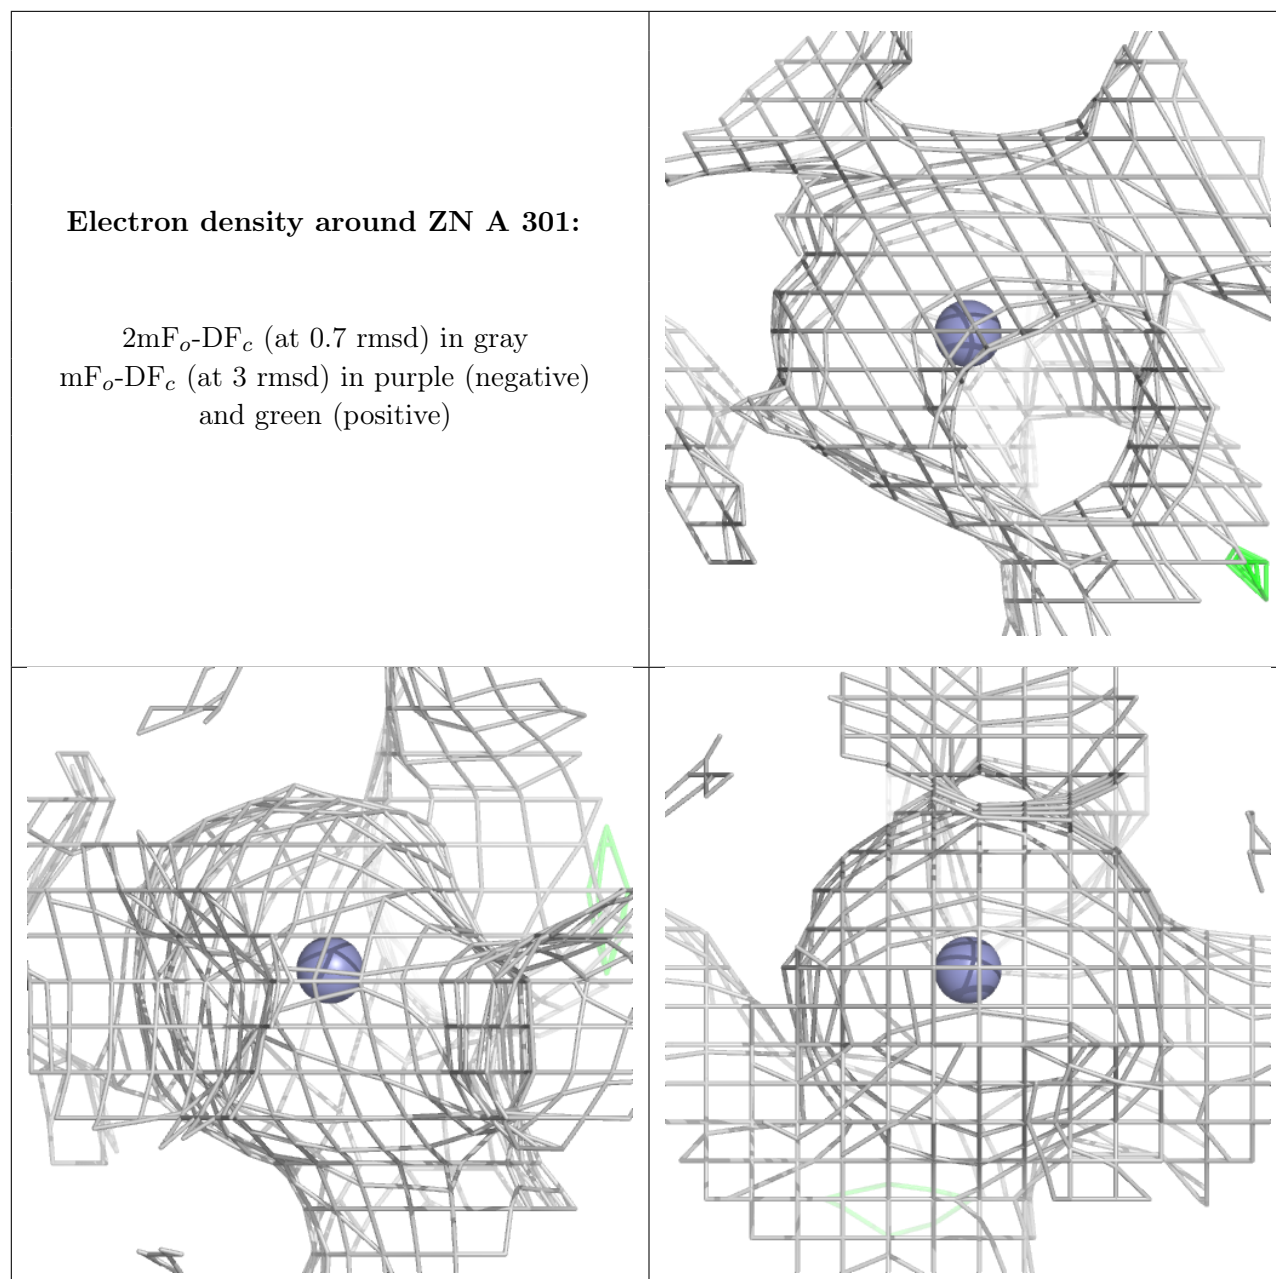 Electron density around ZN A 301:
2mFo-DFc (at 0.7 rmsd) in gray
mFo-DFc (at 3 rmsd) in purple (negative)
and green (positive)